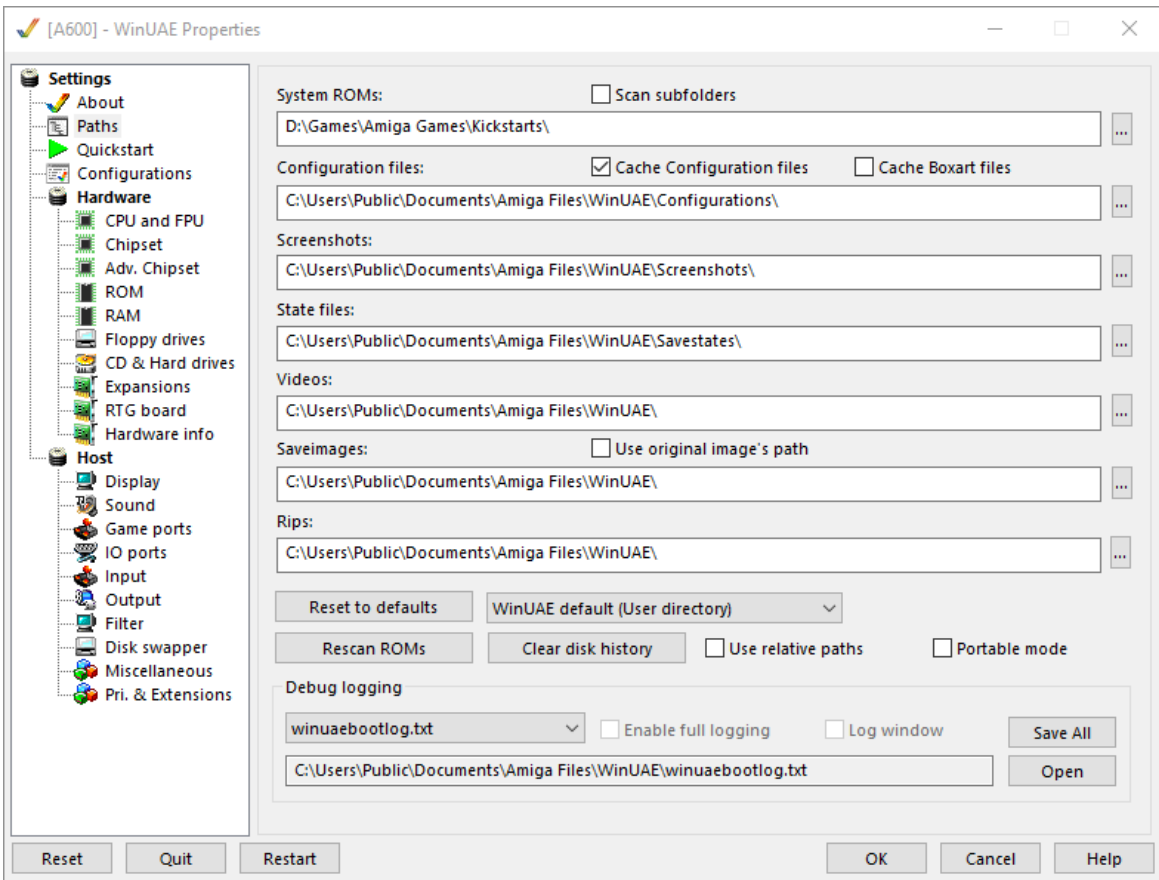 [A600] - WinUAE Properties
Settings
About
Paths
Quickstart
Configurations
Hardware
CPU and FPU
Chipset
Adv. Chipset
ROM
RAM
Floppy drives
CD & Hard drives
Expansions
RTG board
Hardware info
Host
Display
Sound
Game ports
IO ports
Input
Output
Filter
Disk swapper
Miscellaneous
Pri. & Extensions
System ROMs: Scan subfolders
D:\Games\Amiga Games\Kickstarts\
...
Configuration files: Cache Configuration files Cache Boxart files
C:\Users\Public\Documents\Amiga Files\WinUAE\Configurations\
...
Screenshots:
C:\Users\Public\Documents\Amiga Files\WinUAE\Screenshots\
...
State files:
C:\Users\Public\Documents\Amiga Files\WinUAE\Savestates\
...
Videos:
C:\Users\Public\Documents\Amiga Files\WinUAE\
...
Saveimages: Use original image's path
C:\Users\Public\Documents\Amiga Files\WinUAE\
...
Rips:
C:\Users\Public\Documents\Amiga Files\WinUAE\
...
Reset to defaults WinUAE default (User directory)
Rescan ROMs Clear disk history Use relative paths Portable mode
Debug logging
winuaebootlog.txt Enable full logging Log window Save All
C:\Users\Public\Documents\Amiga Files\WinUAE\winuaebootlog.txt Open
Reset Quit Restart OK Cancel Help